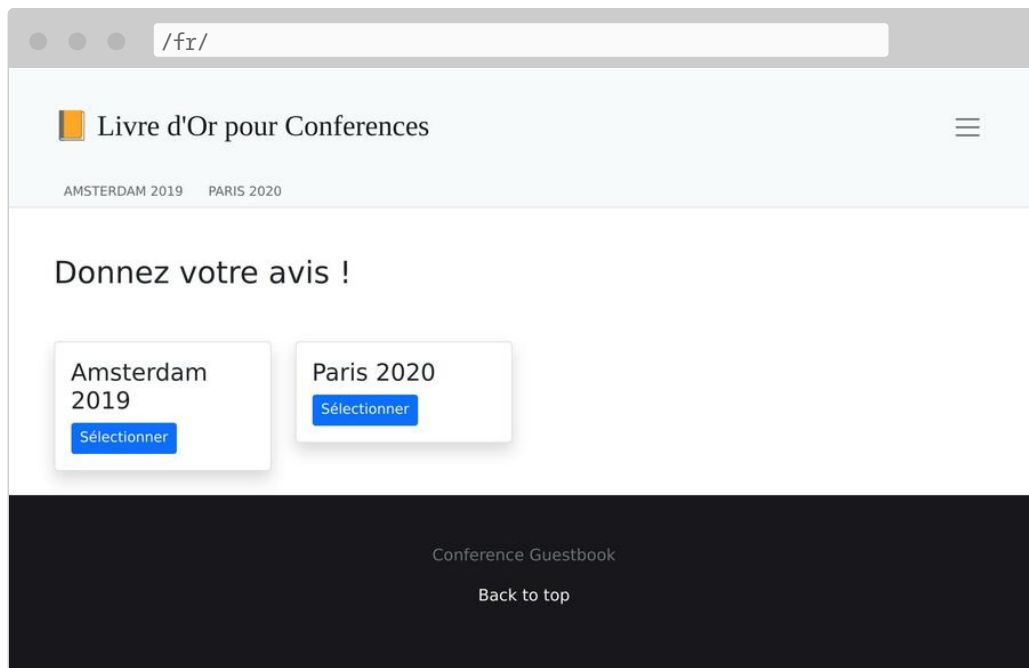 /fr/
Livre d'Or pour Conferences
AMSTERDAM 2019 PARIS 2020
Donnez votre avis !
Amsterdam
2019
Sélectionner
Paris 2020
Sélectionner
Conference Guestbook
Back to top